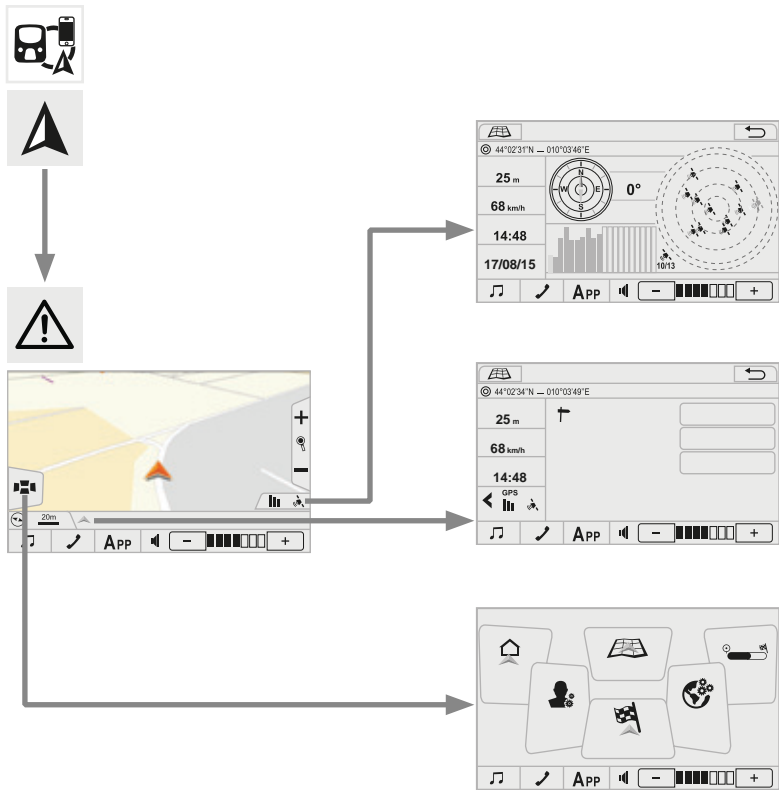 44°02'31"N – 010°03'46"E
25 m
N
W
E
S
0°
68 km/h
14:48
17/08/15
10/13
APP
- +
44°02'34"N – 010°03'49"E
25 m
68 km/h
14:48
GPS
APP
- +
+
-
20m
APP
- +
APP
- +